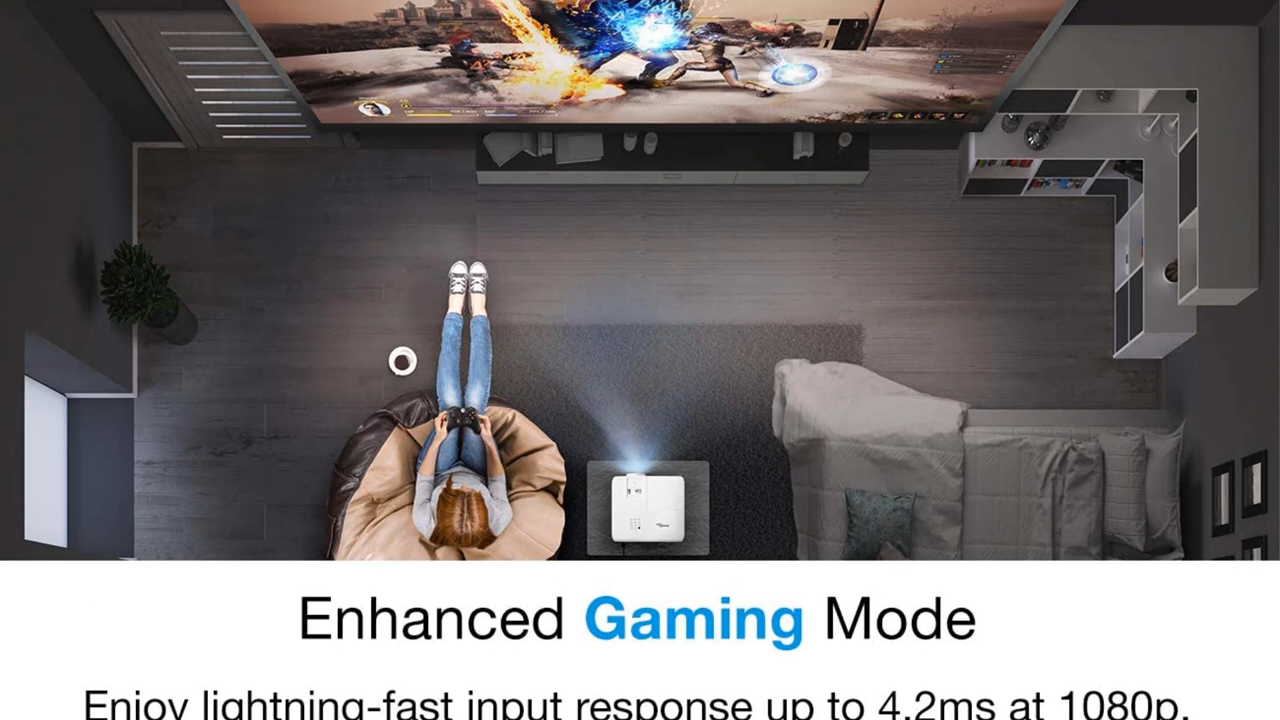 Enhanced Gaming Mode
Enjoy lightning-fast input response up to 4.2ms at 1080p.